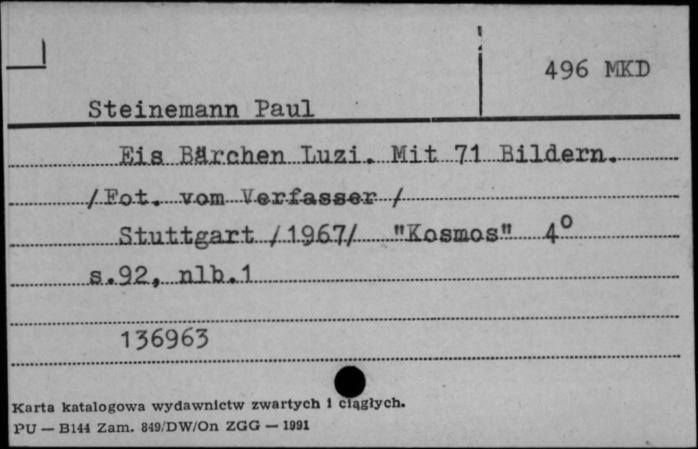 496 MKD
Steinemann Paul
Eis Bärchen Luzi. Mit 71 Bildern.
/Fot. vom Verfasser /
Stuttgart /1967/ "Kosmos" 4°
s.92, nlb.1
136963
Karta katalogowa wydawnictw zwartych i ciągłych.
PU — B144 Zam. 849/DW/On ZGG — 1991